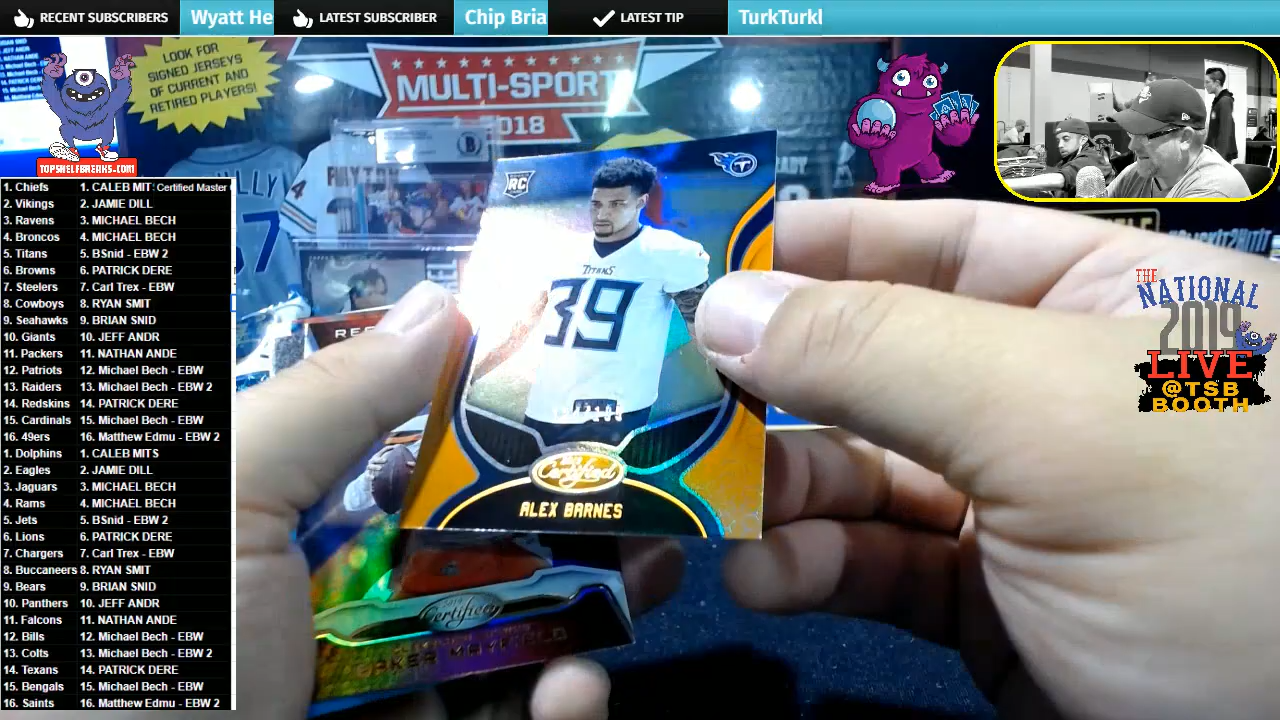 RECENT SUBSCRIBERS
Wyatt He
LATEST SUBSCRIBER
Chip Bria
LATEST TIP
TurkTurkl
LOOK FOR
SIGNED JERSEYS
OF CURRENT AND
RETIRED PLAYERS!
MULTI-SPORT
2018
TOPSHELFBREAKS.COM
1. Chiefs 1. CALEB MIT: Certified Master
2. Vikings 2. JAMIE DILL
3. Ravens 3. MICHAEL BECH
4. Broncos 4. MICHAEL BECH
5. Titans 5. BSnid - EBW 2
6. Browns 6. PATRICK DERE
7. Steelers 7. Carl Trex - EBW
8. Cowboys 8. RYAN SMIT
9. Seahawks 9. BRIAN SNID
10. Giants 10. JEFF ANDR
11. Packers 11. NATHAN ANDE
12. Patriots 12. Michael Bech - EBW
13. Raiders 13. Michael Bech - EBW 2
14. Redskins 14. PATRICK DERE
15. Cardinals 15. Michael Bech - EBW
16. 49ers 16. Matthew Edmu - EBW 2
1. Dolphins 1. CALEB MITS
2. Eagles 2. JAMIE DILL
3. Jaguars 3. MICHAEL BECH
4. Rams 4. MICHAEL BECH
5. Jets 5. BSnid - EBW 2
6. Lions 6. PATRICK DERE
7. Chargers 7. Carl Trex - EBW
8. Buccaneers 8. RYAN SMIT
9. Bears 9. BRIAN SNID
10. Panthers 10. JEFF ANDR
11. Falcons 11. NATHAN ANDE
12. Bills 12. Michael Bech - EBW
13. Colts 13. Michael Bech - EBW 2
14. Texans 14. PATRICK DERE
15. Bengals 15. Michael Bech - EBW
16. Saints 16. Matthew Edmu - EBW 2
RC
TITANS
39
Certified
ALEX BARNES
Certified
THE
NATIONAL
2019
LIVE
@TSB
BOOTH